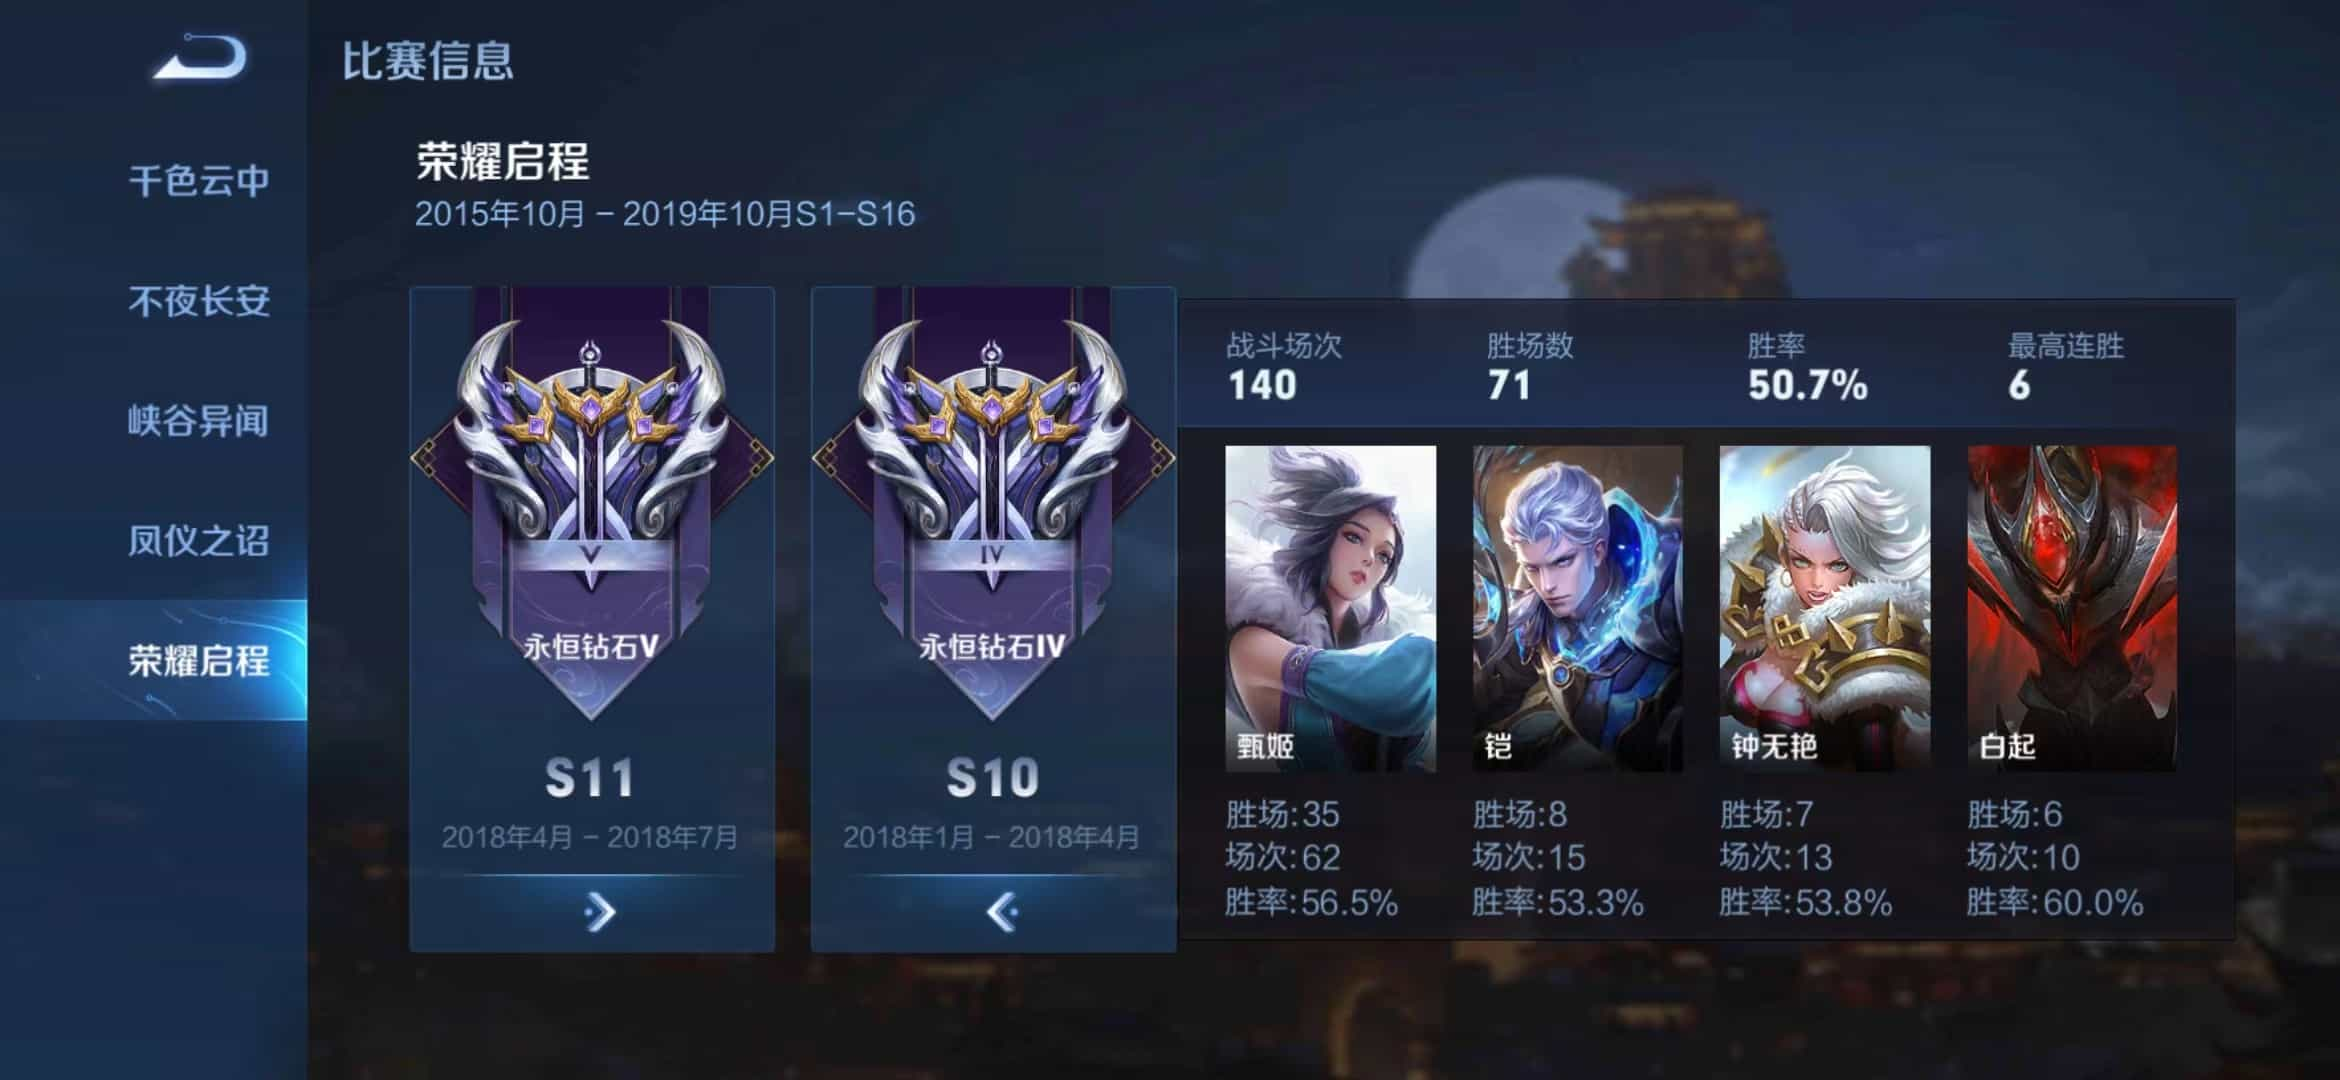 比赛信息
千色云中
不夜长安
峡谷异闻
凤仪之诏
荣耀启程
荣耀启程
2015年10月 – 2019年10月S1–S16
V
永恒钻石V
S11
2018年4月 – 2018年7月
IV
永恒钻石IV
S10
2018年1月 – 2018年4月
战斗场次 胜场数 胜率 最高连胜
140 71 50.7% 6
甄姬 铠 钟无艳 白起
胜场:35 胜场:8 胜场:7 胜场:6
场次:62 场次:15 场次:13 场次:10
胜率:56.5% 胜率:53.3% 胜率:53.8% 胜率:60.0%